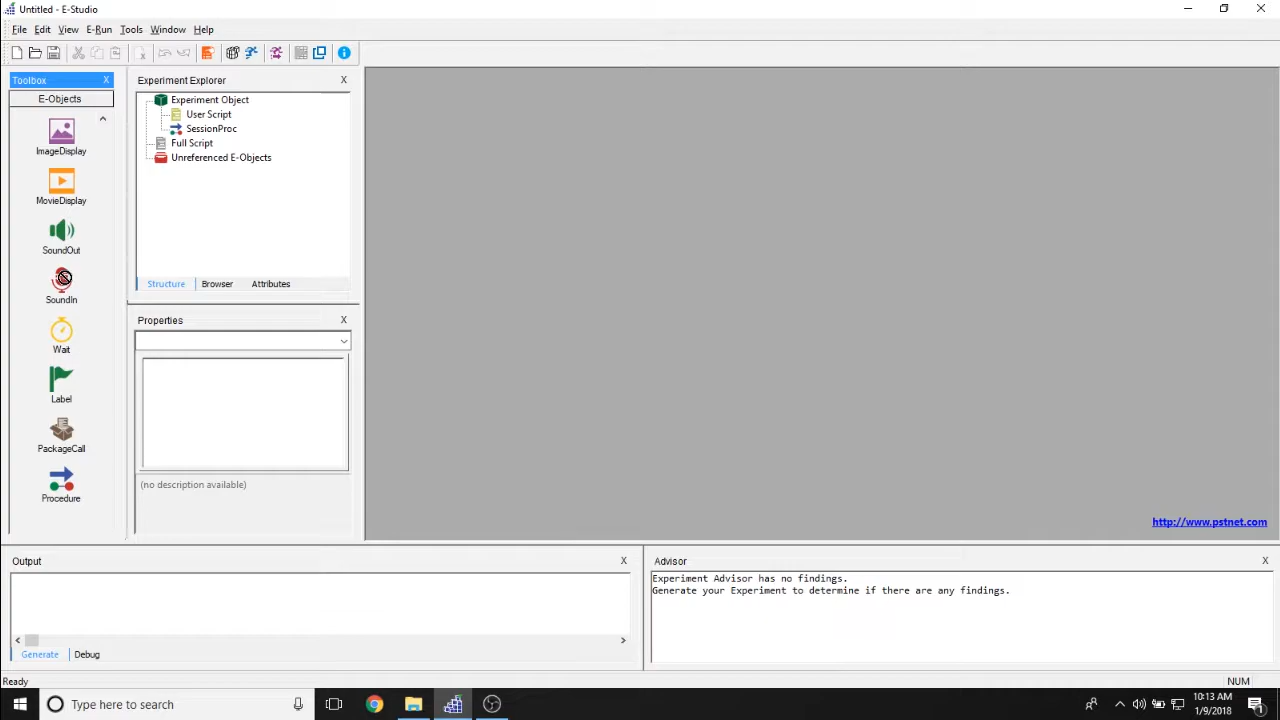 Untitled - E-Studio
File Edit View E-Run Tools Window Help
Toolbox X
E-Objects
ImageDisplay
MovieDisplay
SoundOut
SoundIn
Wait
Label
PackageCall
Procedure
Experiment Explorer X
Experiment Object
User Script
SessionProc
Full Script
Unreferenced E-Objects
Structure Browser Attributes
Properties X
(no description available)
http://www.pstnet.com
Output X
Generate Debug
Advisor X
Experiment Advisor has no findings.
Generate your Experiment to determine if there are any findings.
Ready NUM
Type here to search
10:13 AM
1/9/2018
1